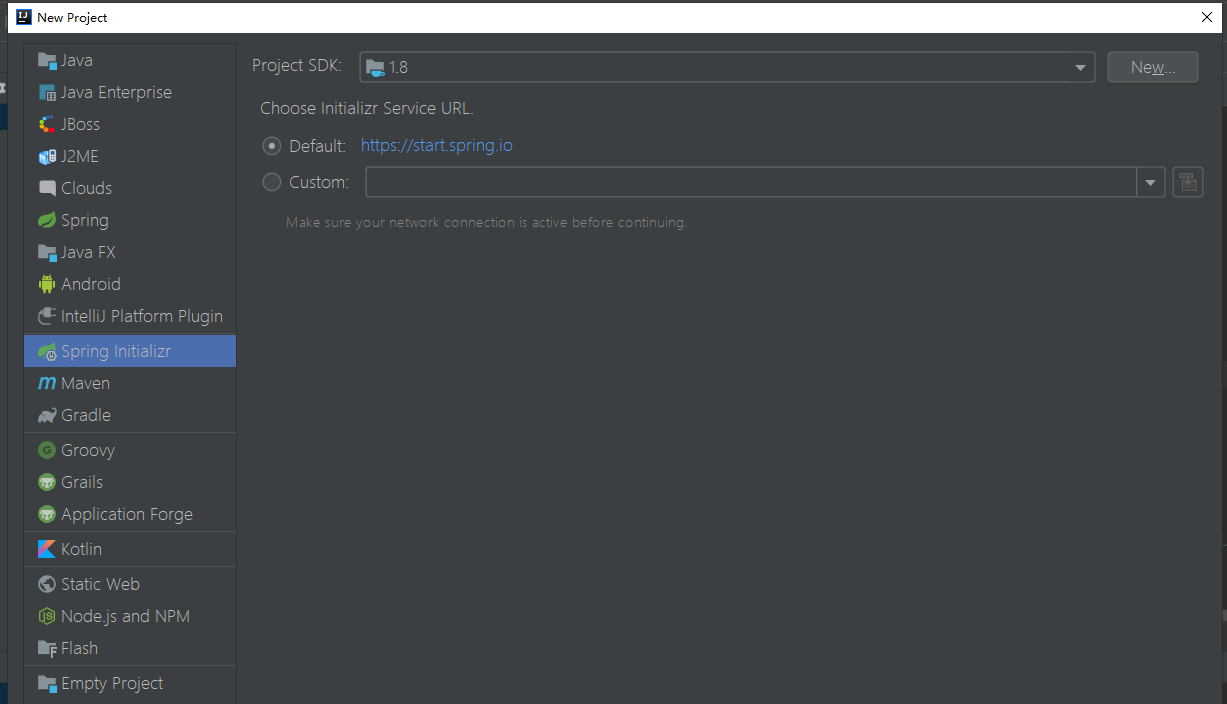 New Project
Java
Java Enterprise
JBoss
J2ME
Clouds
Spring
Java FX
Android
IntelliJ Platform Plugin
Spring Initializr
Maven
Gradle
Groovy
Grails
Application Forge
Kotlin
Static Web
Node.js and NPM
Flash
Empty Project
Project SDK: 1.8 New...
Choose Initializr Service URL.
Default: https://start.spring.io
Custom:
Make sure your network connection is active before continuing.